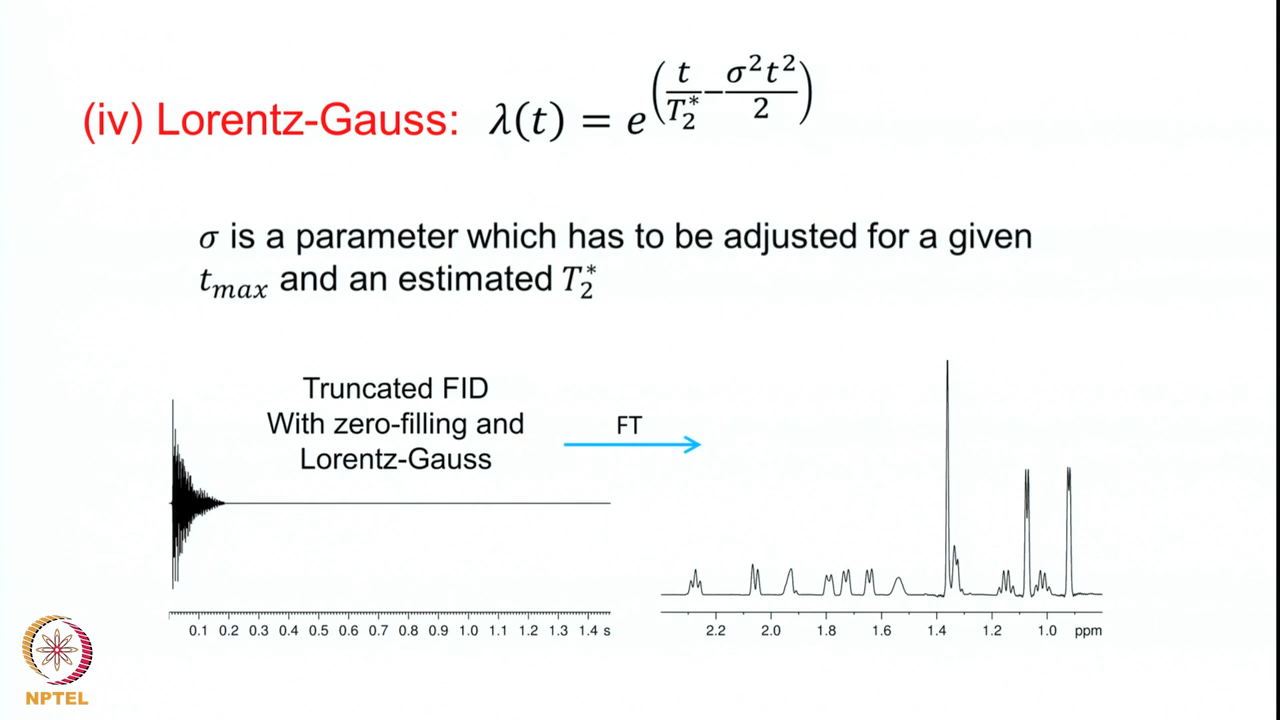 (iv) Lorentz-Gauss: λ(t) = e^(t/T₂* − σ²t²/2)
σ is a parameter which has to be adjusted for a given
tₘₐₓ and an estimated T₂*
Truncated FID
With zero-filling and
Lorentz-Gauss
FT
0.1 0.2 0.3 0.4 0.5 0.6 0.7 0.8 0.9 1.0 1.1 1.2 1.3 1.4 s
2.2 2.0 1.8 1.6 1.4 1.2 1.0 ppm
NPTEL